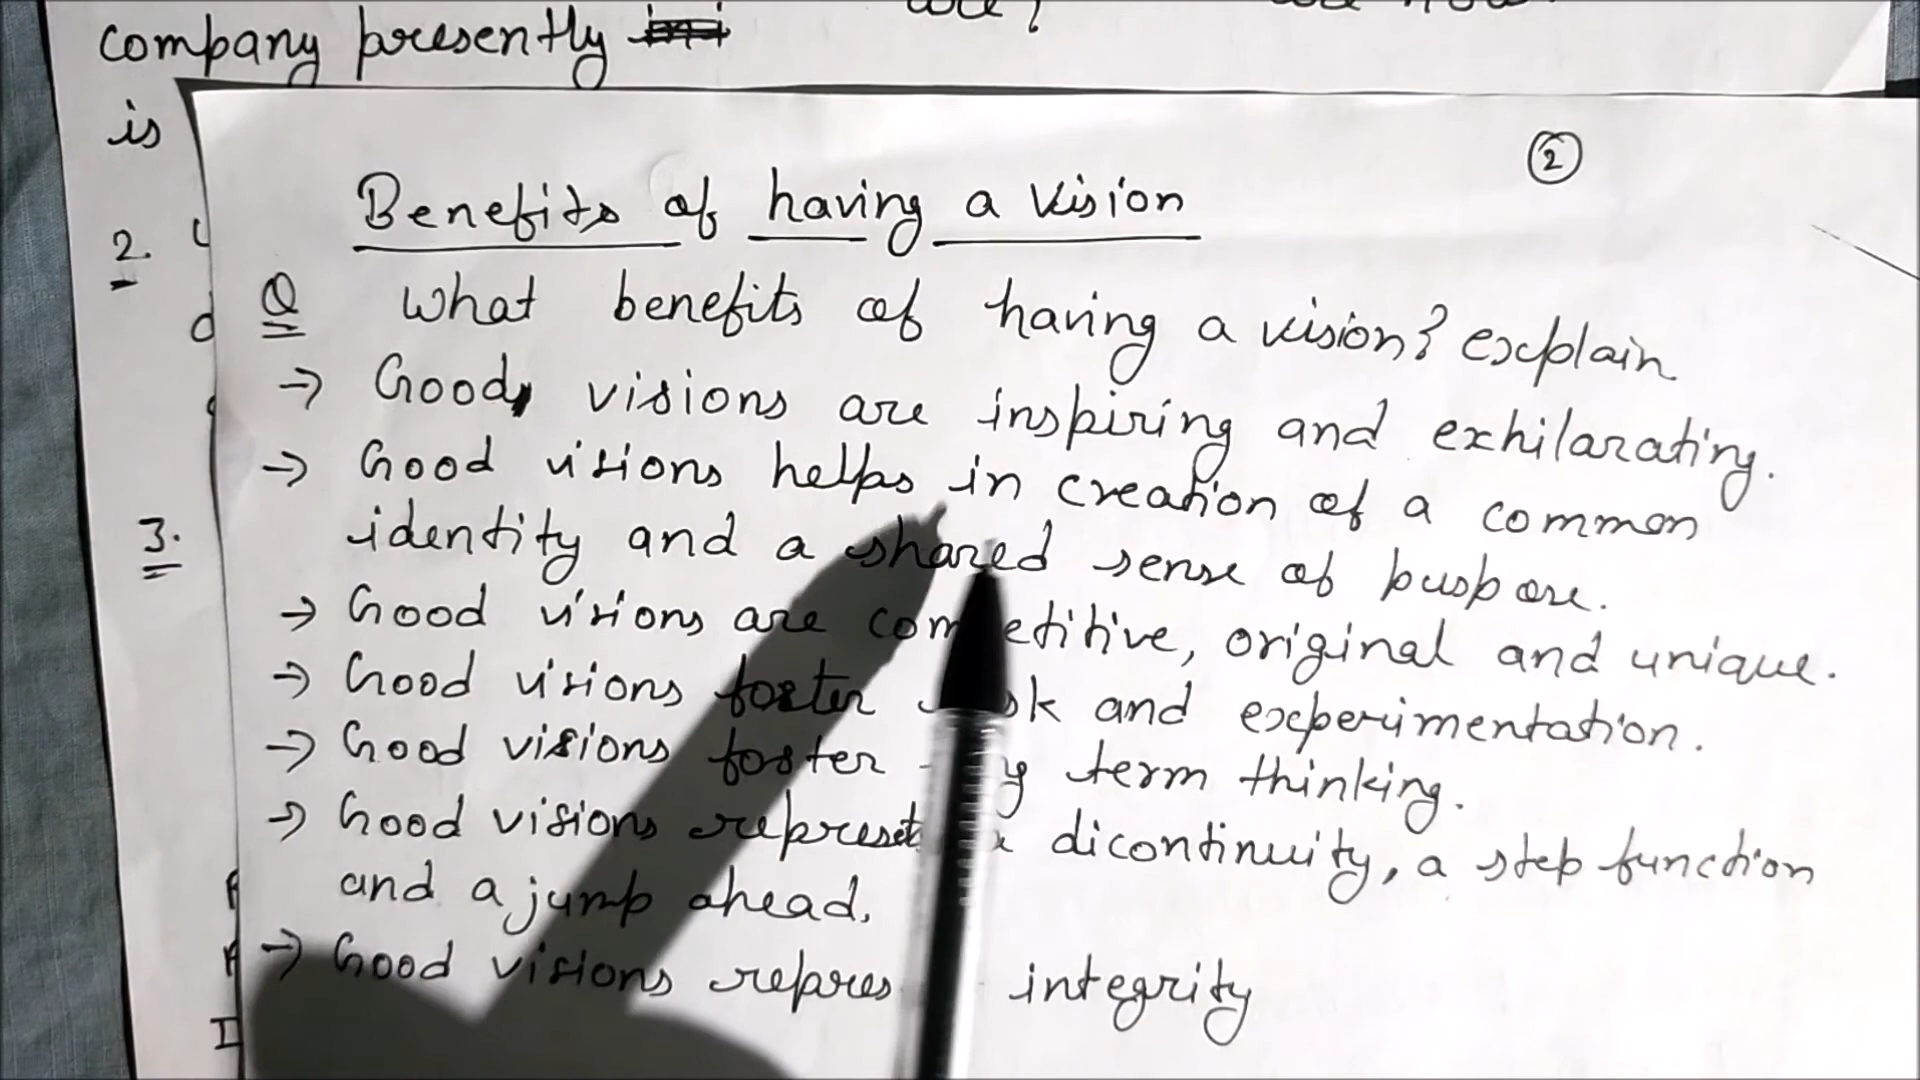 company presently
is
2.
3.
②
Benefits of having a vision
Q What benefits of having a vision? explain
→ Good, visions are inspiring and exhilarating.
→ Good visions helps in creation of a common
identity and a shared sense of puspose.
→ Good visions are competitive, original and unique.
→ Good visions foster and experimentation.
→ Good visions foster term thinking.
→ Good visions represet dicontinuity, a step function
and a jump ahead.
→ Good visions integrity